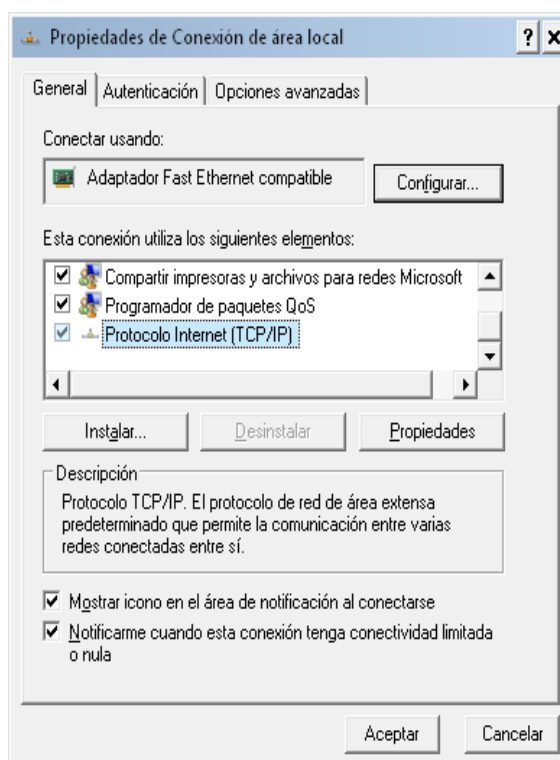 Propiedades de Conexión de área local
General Autenticación Opciones avanzadas
Conectar usando:
Adaptador Fast Ethernet compatible Configurar...
Esta conexión utiliza los siguientes elementos:
Compartir impresoras y archivos para redes Microsoft
Programador de paquetes QoS
Protocolo Internet (TCP/IP)
Instalar... Desinstalar Propiedades
Descripción
Protocolo TCP/IP. El protocolo de red de área extensa
predeterminado que permite la comunicación entre varias
redes conectadas entre sí.
Mostrar icono en el área de notificación al conectarse
Notificarme cuando esta conexión tenga conectividad limitada
o nula
Aceptar Cancelar